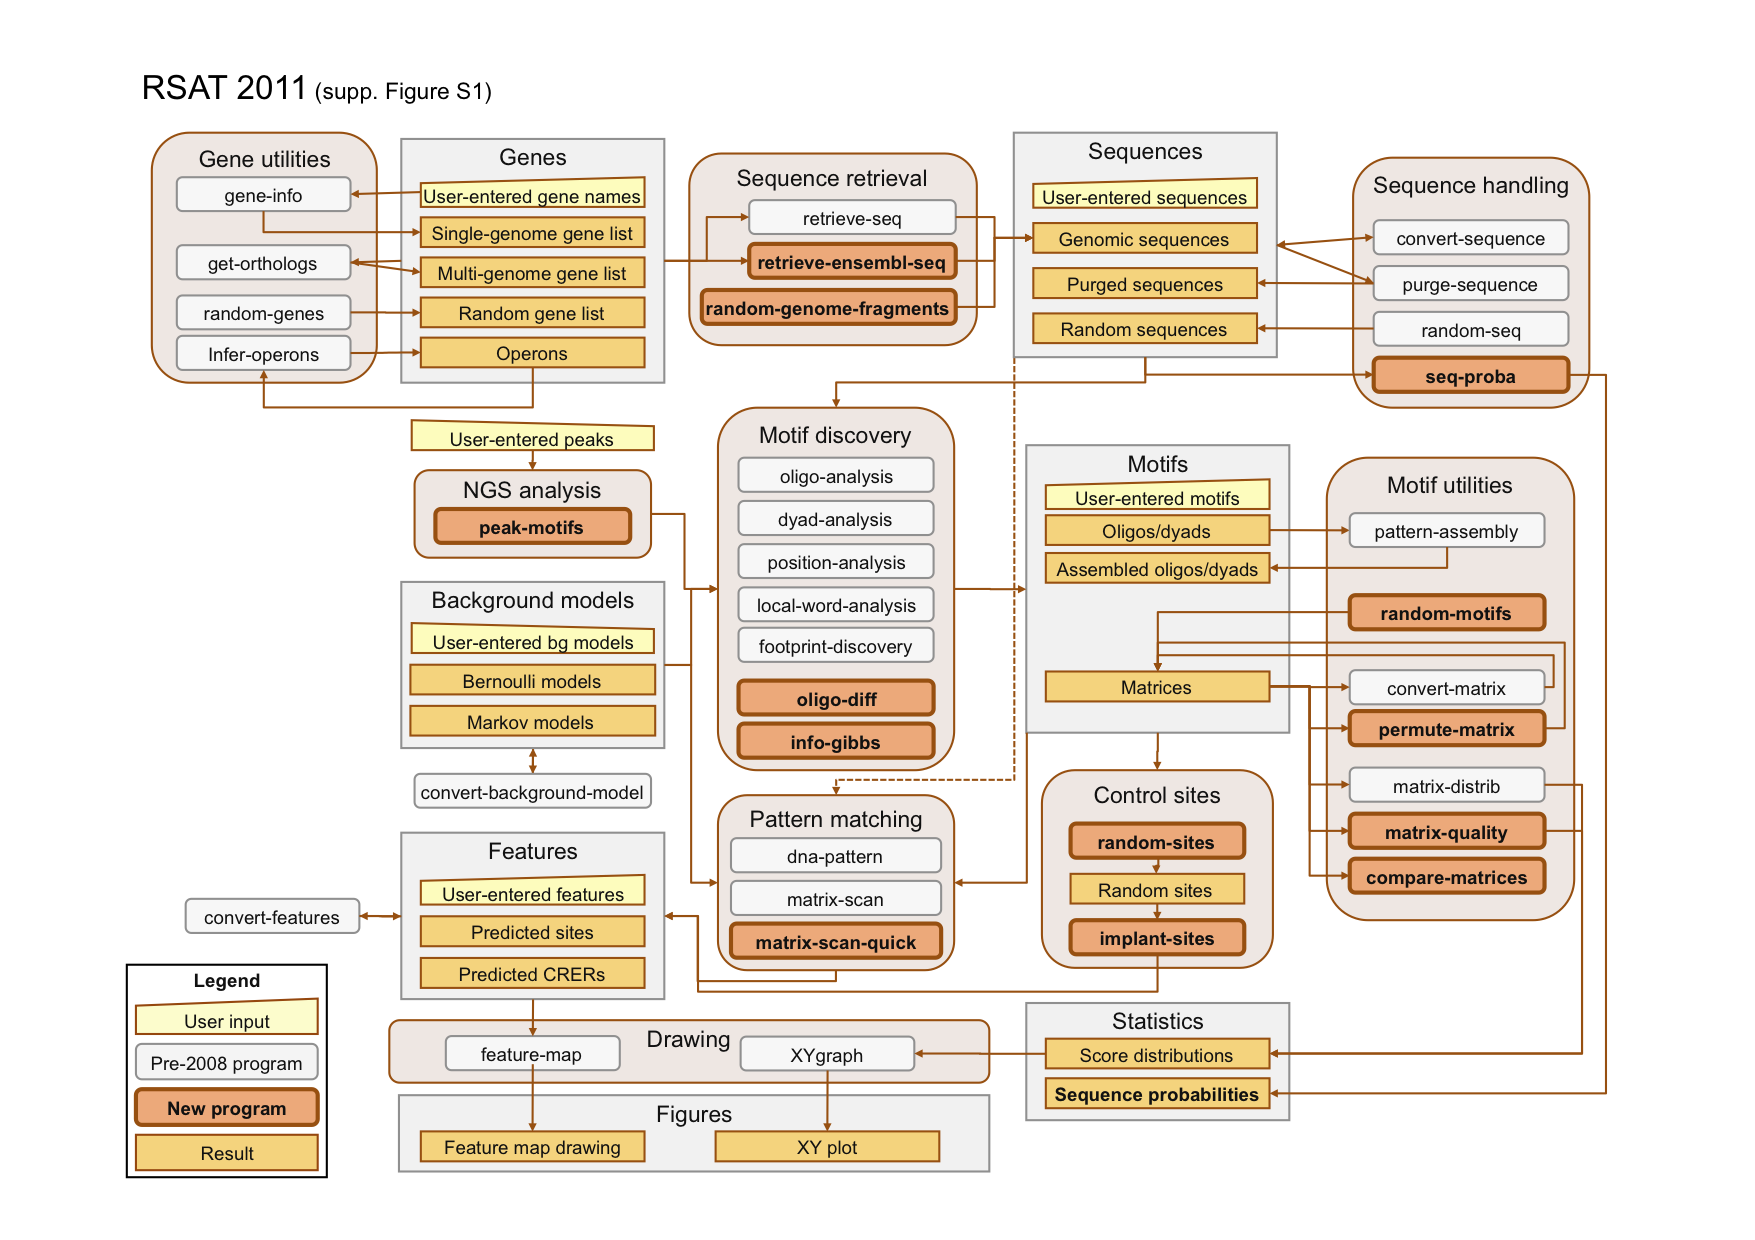 RSAT 2011 (supp. Figure S1)
Gene utilities
gene-info
get-orthologs
random-genes
Infer-operons
Genes
User-entered gene names
Single-genome gene list
Multi-genome gene list
Random gene list
Operons
Sequence retrieval
retrieve-seq
retrieve-ensembl-seq
random-genome-fragments
Sequences
User-entered sequences
Genomic sequences
Purged sequences
Random sequences
Sequence handling
convert-sequence
purge-sequence
random-seq
seq-proba
User-entered peaks
NGS analysis
peak-motifs
Background models
User-entered bg models
Bernoulli models
Markov models
convert-background-model
Motif discovery
oligo-analysis
dyad-analysis
position-analysis
local-word-analysis
footprint-discovery
oligo-diff
info-gibbs
Motifs
User-entered motifs
Oligos/dyads
Assembled oligos/dyads
Matrices
Motif utilities
pattern-assembly
random-motifs
convert-matrix
permute-matrix
matrix-distrib
matrix-quality
compare-matrices
Pattern matching
dna-pattern
matrix-scan
matrix-scan-quick
Control sites
random-sites
Random sites
implant-sites
Features
User-entered features
Predicted sites
Predicted CRERs
convert-features
Legend
User input
Pre-2008 program
New program
Result
Drawing
feature-map
XYgraph
Statistics
Score distributions
Sequence probabilities
Figures
Feature map drawing
XY plot